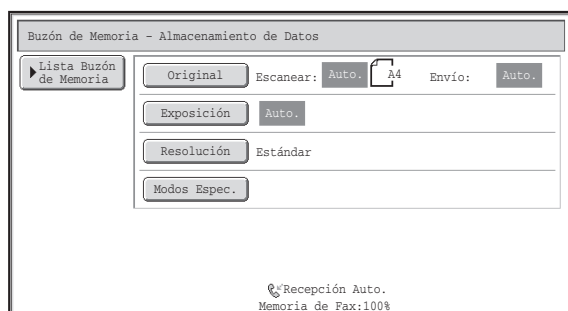 Buzón de Memoria - Almacenamiento de Datos
Lista Buzón
de Memoria
Original Escanear: Auto. A4 Envío: Auto.
Exposición Auto.
Resolución Estándar
Modos Espec.
Recepción Auto.
Memoria de Fax:100%